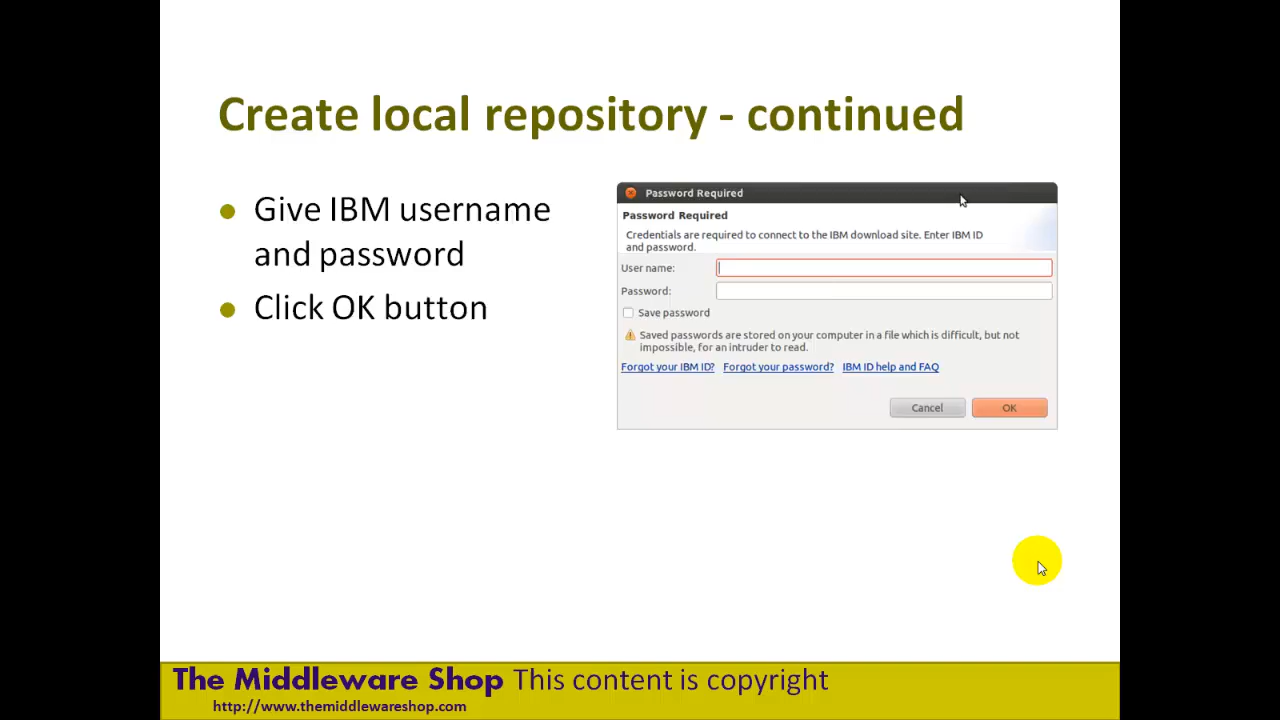 Create local repository - continued
Give IBM username
and password
Click OK button
Password Required
Password Required
Credentials are required to connect to the IBM download site. Enter IBM ID
and password.
User name:
Password:
Save password
Saved passwords are stored on your computer in a file which is difficult, but not
impossible, for an intruder to read.
Forgot your IBM ID? Forgot your password? IBM ID help and FAQ
Cancel OK
The Middleware Shop This content is copyright
http://www.themiddlewareshop.com